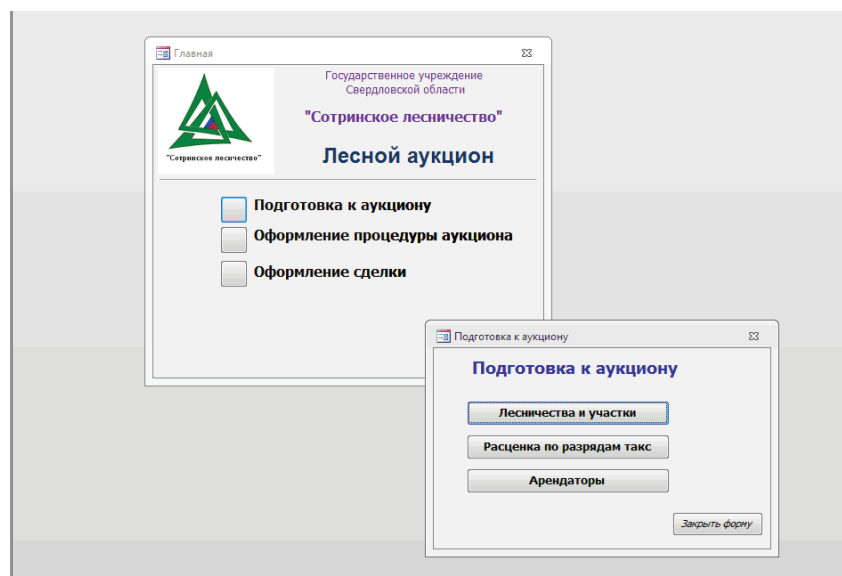 Главная
Государственное учреждение
Свердловской области
"Сотринское лесничество"
Лесной аукцион
"Сотринское лесничество"
Подготовка к аукциону
Оформление процедуры аукциона
Оформление сделки
Подготовка к аукциону
Подготовка к аукциону
Лесничества и участки
Расценка по разрядам такс
Арендаторы
Закрыть форму